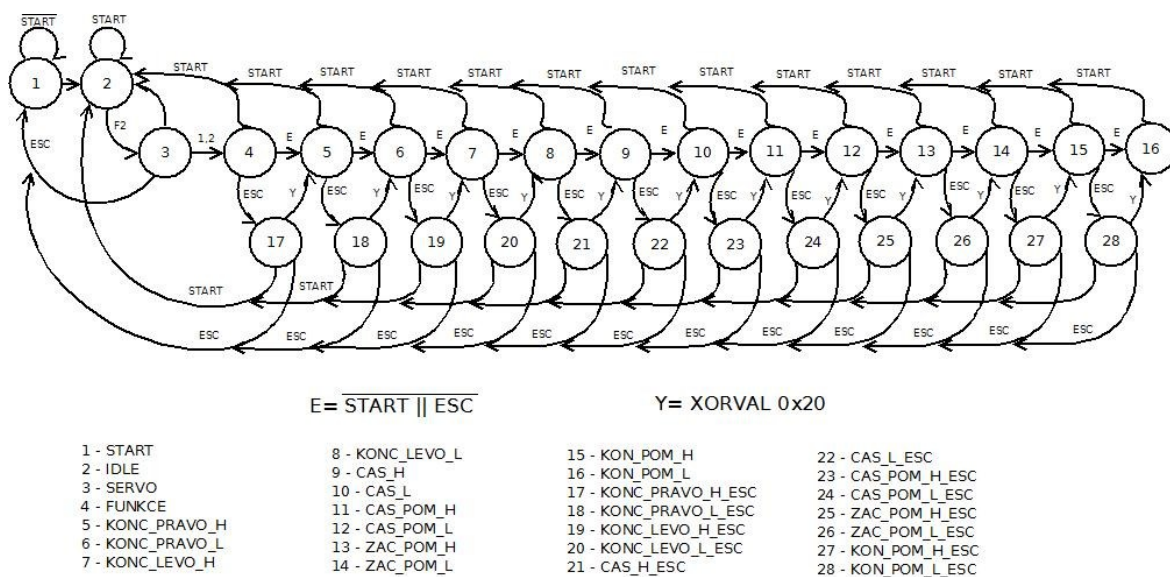 START START
START START START START START START START START START START START START
1 2
F2 1,2 E E E E E E E E E E E E
ESC 3 4 5 6 7 8 9 10 11 12 13 14 15 16
ESC Y ESC Y ESC Y ESC Y ESC Y ESC Y ESC Y ESC Y ESC Y ESC Y ESC Y ESC Y
17 18 19 20 21 22 23 24 25 26 27 28
START START
ESC ESC ESC ESC ESC ESC ESC ESC ESC ESC ESC ESC
E= START || ESC
Y= XORVAL 0x20
1 - START
2 - IDLE
3 - SERVO
4 - FUNKCE
5 - KONC_PRAVO_H
6 - KONC_PRAVO_L
7 - KONC_LEVO_H
8 - KONC_LEVO_L
9 - CAS_H
10 - CAS_L
11 - CAS_POM_H
12 - CAS_POM_L
13 - ZAC_POM_H
14 - ZAC_POM_L
15 - KON_POM_H
16 - KON_POM_L
17 - KONC_PRAVO_H_ESC
18 - KONC_PRAVO_L_ESC
19 - KONC_LEVO_H_ESC
20 - KONC_LEVO_L_ESC
21 - CAS_H_ESC
22 - CAS_L_ESC
23 - CAS_POM_H_ESC
24 - CAS_POM_L_ESC
25 - ZAC_POM_H_ESC
26 - ZAC_POM_L_ESC
27 - KON_POM_H_ESC
28 - KON_POM_L_ESC